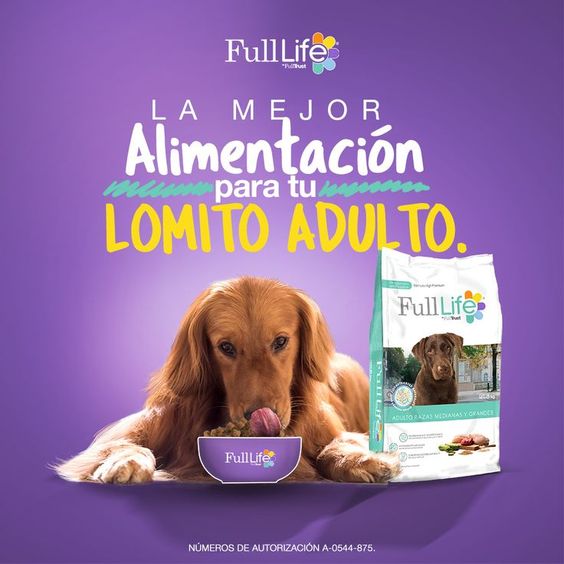 FullLife
by FullTrust
LA MEJOR
Alimentación
para tu
LOMITO ADULTO.
FullLife
by FullTrust
ADULTO RAZAS MEDIANAS Y GRANDES
FullLife
FullLife
NÚMEROS DE AUTORIZACIÓN A-0544-875.